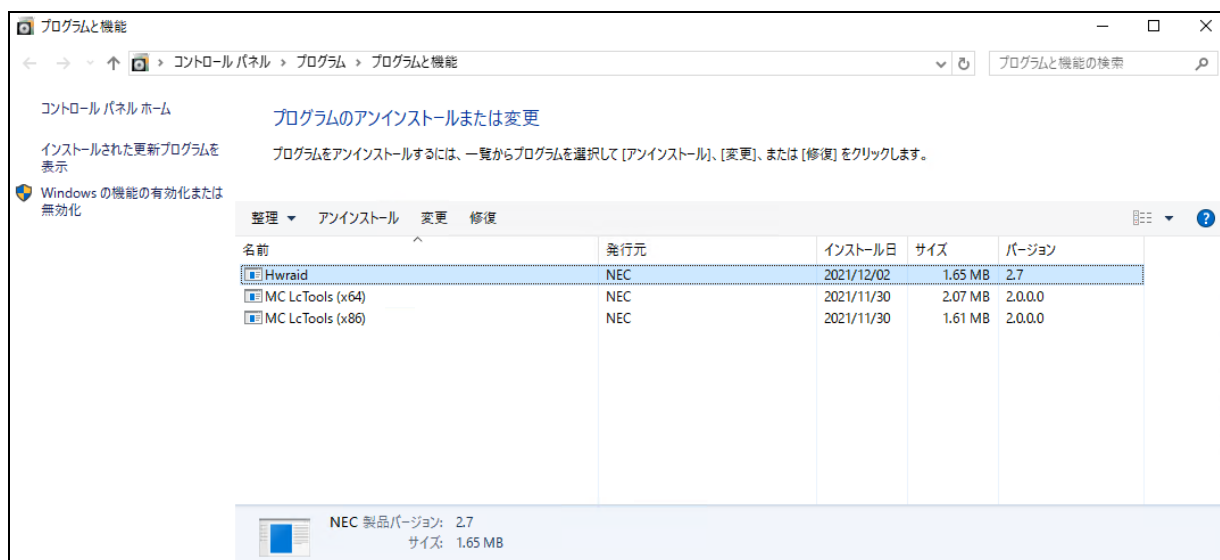 プログラムと機能
コントロール パネル › プログラム › プログラムと機能
プログラムと機能の検索
コントロール パネル ホーム
インストールされた更新プログラムを
表示
Windows の機能の有効化または
無効化
プログラムのアンインストールまたは変更
プログラムをアンインストールするには、一覧からプログラムを選択して [アンインストール]、[変更]、または [修復] をクリックします。
整理 アンインストール 変更 修復
名前 発行元 インストール日 サイズ バージョン
Hwraid NEC 2021/12/02 1.65 MB 2.7
MC LcTools (x64) NEC 2021/11/30 2.07 MB 2.0.0.0
MC LcTools (x86) NEC 2021/11/30 1.61 MB 2.0.0.0
NEC 製品バージョン: 2.7
サイズ: 1.65 MB